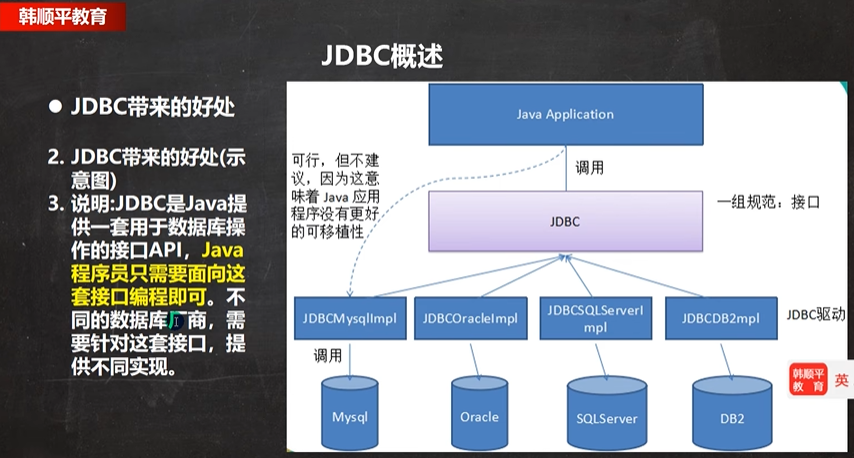 韩顺平教育
JDBC概述
● JDBC带来的好处
2. JDBC带来的好处(示
意图)
3. 说明:JDBC是Java提
供一套用于数据库操
作的接口API，Java
程序员只需要面向这
套接口编程即可。不
同的数据库厂商，需
要针对这套接口，提
供不同实现。
Java Application
可行，但不建
议，因为这意
味着 Java 应用
程序没有更好
的可移植性
调用
JDBC
一组规范：接口
JDBCMysqlImpl
JDBCOracleImpl
JDBCSQLServerI
mpl
JDBCDB2mpl
JDBC驱动
调用
Mysql
Oracle
SQLServer
DB2
韩顺平
教 育
英